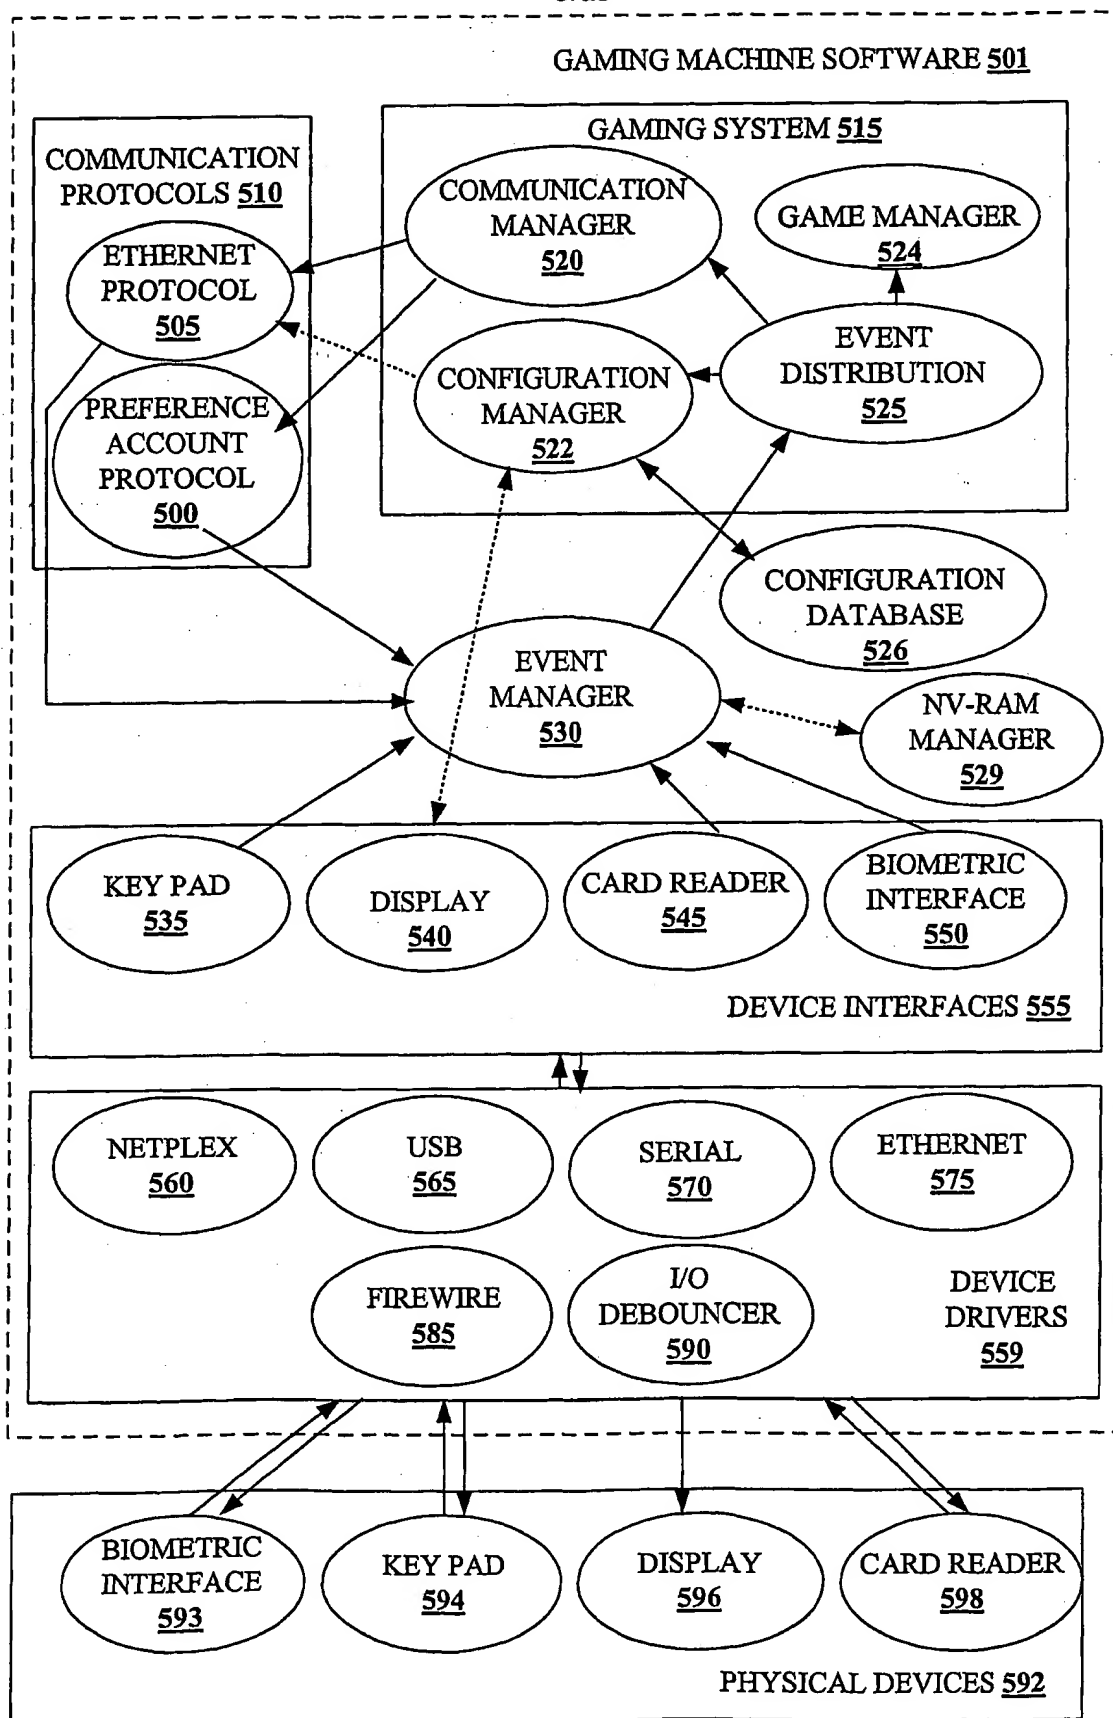 GAMING MACHINE SOFTWARE 501
COMMUNICATION
PROTOCOLS 510
ETHERNET
PROTOCOL
505
PREFERENCE
ACCOUNT
PROTOCOL
500
GAMING SYSTEM 515
COMMUNICATION
MANAGER
520
GAME MANAGER
524
CONFIGURATION
MANAGER
522
EVENT
DISTRIBUTION
525
CONFIGURATION
DATABASE
526
EVENT
MANAGER
530
NV-RAM
MANAGER
529
KEY PAD
535
DISPLAY
540
CARD READER
545
BIOMETRIC
INTERFACE
550
DEVICE INTERFACES 555
NETPLEX
560
USB
565
SERIAL
570
ETHERNET
575
FIREWIRE
585
I/O
DEBOUNCER
590
DEVICE
DRIVERS
559
BIOMETRIC
INTERFACE
593
KEY PAD
594
DISPLAY
596
CARD READER
598
PHYSICAL DEVICES 592